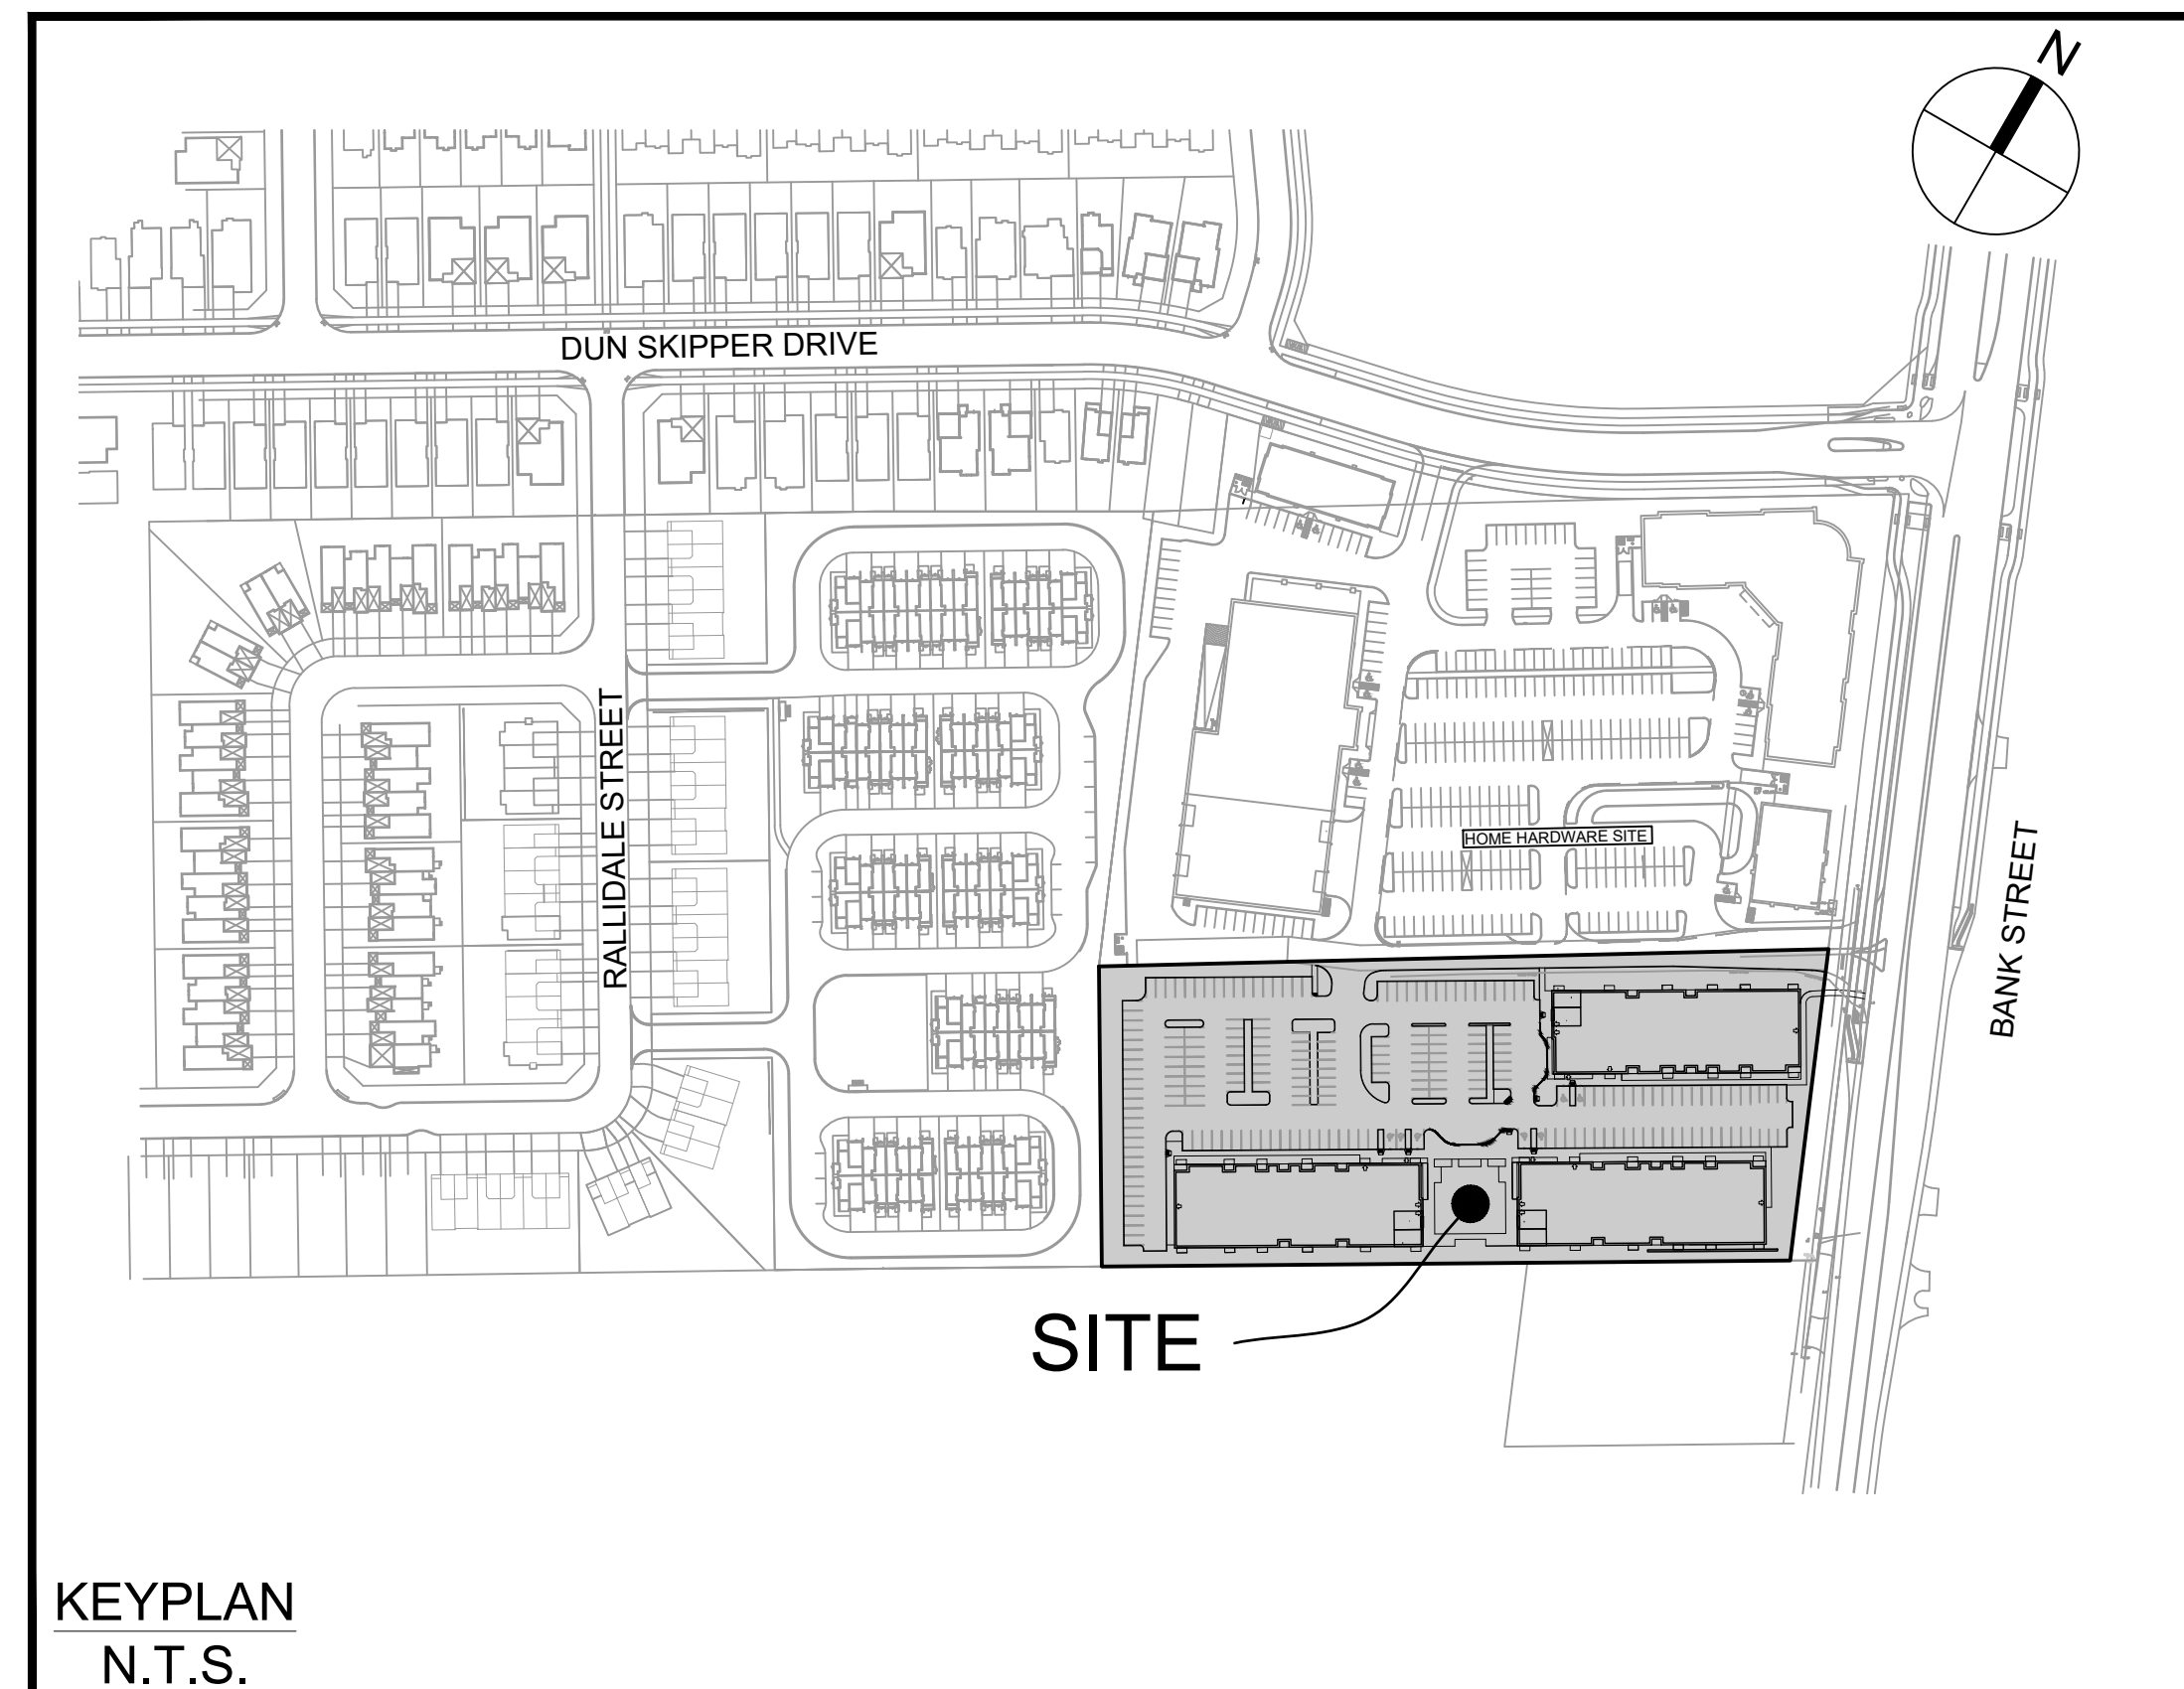 N
DUN SKIPPER DRIVE
RALLIDALE STREET
HOME HARDWARE SITE
BANK STREET
SITE
KEYPLAN
N.T.S.